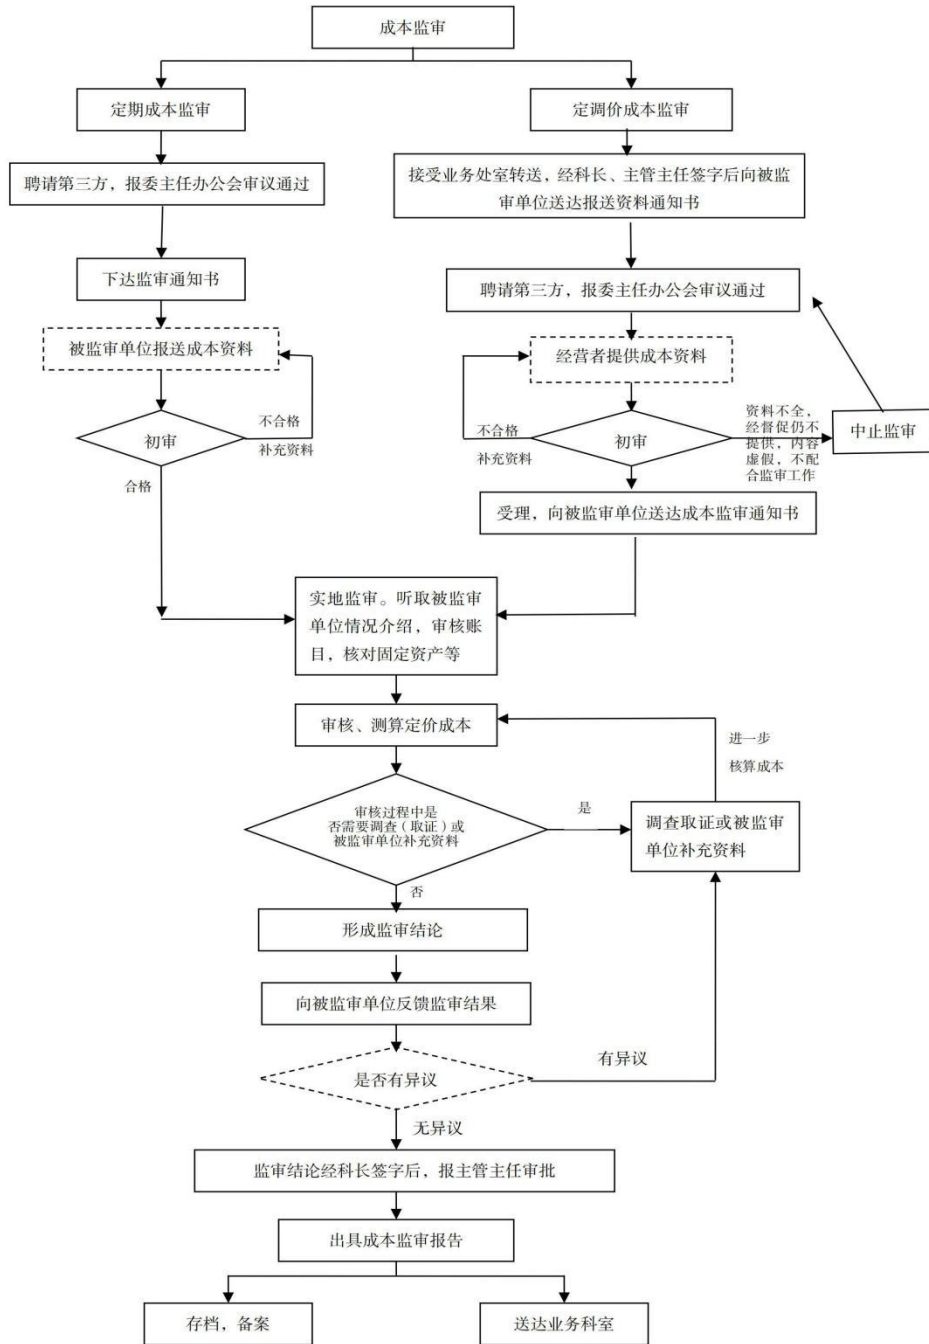 成本监审
定期成本监审
定调价成本监审
聘请第三方，报委主任办公会审议通过
接受业务处室转送，经科长、主管主任签字后向被监
审单位送达报送资料通知书
下达监审通知书
聘请第三方，报委主任办公会审议通过
被监审单位报送成本资料
经营者提供成本资料
初审
不合格
补充资料
合格
不合格
补充资料
初审
资料不全，
经督促仍不
提供，内容
虚假，不配
合监审工作
中止监审
受理，向被监审单位送达成本监审通知书
实地监审。听取被监审
单位情况介绍，审核账
目，核对固定资产等
审核、测算定价成本
进一步
核算成本
审核过程中是
否需要调查（取证）或
被监审单位补充资料
是
调查取证或被监审
单位补充资料
否
形成监审结论
向被监审单位反馈监审结果
是否有异议
有异议
无异议
监审结论经科长签字后，报主管主任审批
出具成本监审报告
存档，备案
送达业务科室